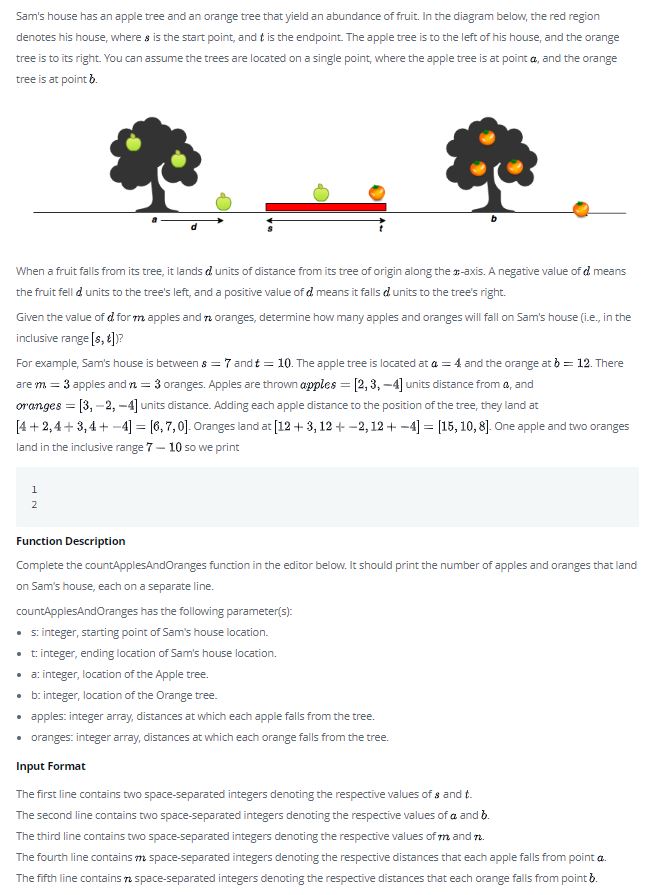 Sam's house has an apple tree and an orange tree that yield an abundance of fruit. In the diagram below, the red region
denotes his house, where s is the start point, and t is the endpoint. The apple tree is to the left of his house, and the orange
tree is to its right. You can assume the trees are located on a single point, where the apple tree is at point a, and the orange
tree is at point b.
a
d
s
t
b
When a fruit falls from its tree, it lands d units of distance from its tree of origin along the x-axis. A negative value of d means
the fruit fell d units to the tree's left, and a positive value of d means it falls d units to the tree's right.
Given the value of d for m apples and n oranges, determine how many apples and oranges will fall on Sam's house (i.e., in the
inclusive range [s, t])?
For example, Sam's house is between s = 7 and t = 10. The apple tree is located at a = 4 and the orange at b = 12. There
are m = 3 apples and n = 3 oranges. Apples are thrown apples = [2, 3, −4] units distance from a, and
oranges = [3, −2, −4] units distance. Adding each apple distance to the position of the tree, they land at
[4 + 2, 4 + 3, 4 + −4] = [6, 7, 0]. Oranges land at [12 + 3, 12 + −2, 12 + −4] = [15, 10, 8]. One apple and two oranges
land in the inclusive range 7 − 10 so we print
1
2
Function Description
Complete the countApplesAndOranges function in the editor below. It should print the number of apples and oranges that land
on Sam's house, each on a separate line.
countApplesAndOranges has the following parameter(s):
• s: integer, starting point of Sam's house location.
• t: integer, ending location of Sam's house location.
• a: integer, location of the Apple tree.
• b: integer, location of the Orange tree.
• apples: integer array, distances at which each apple falls from the tree.
• oranges: integer array, distances at which each orange falls from the tree.
Input Format
The first line contains two space-separated integers denoting the respective values of s and t.
The second line contains two space-separated integers denoting the respective values of a and b.
The third line contains two space-separated integers denoting the respective values of m and n.
The fourth line contains m space-separated integers denoting the respective distances that each apple falls from point a.
The fifth line contains n space-separated integers denoting the respective distances that each orange falls from point b.